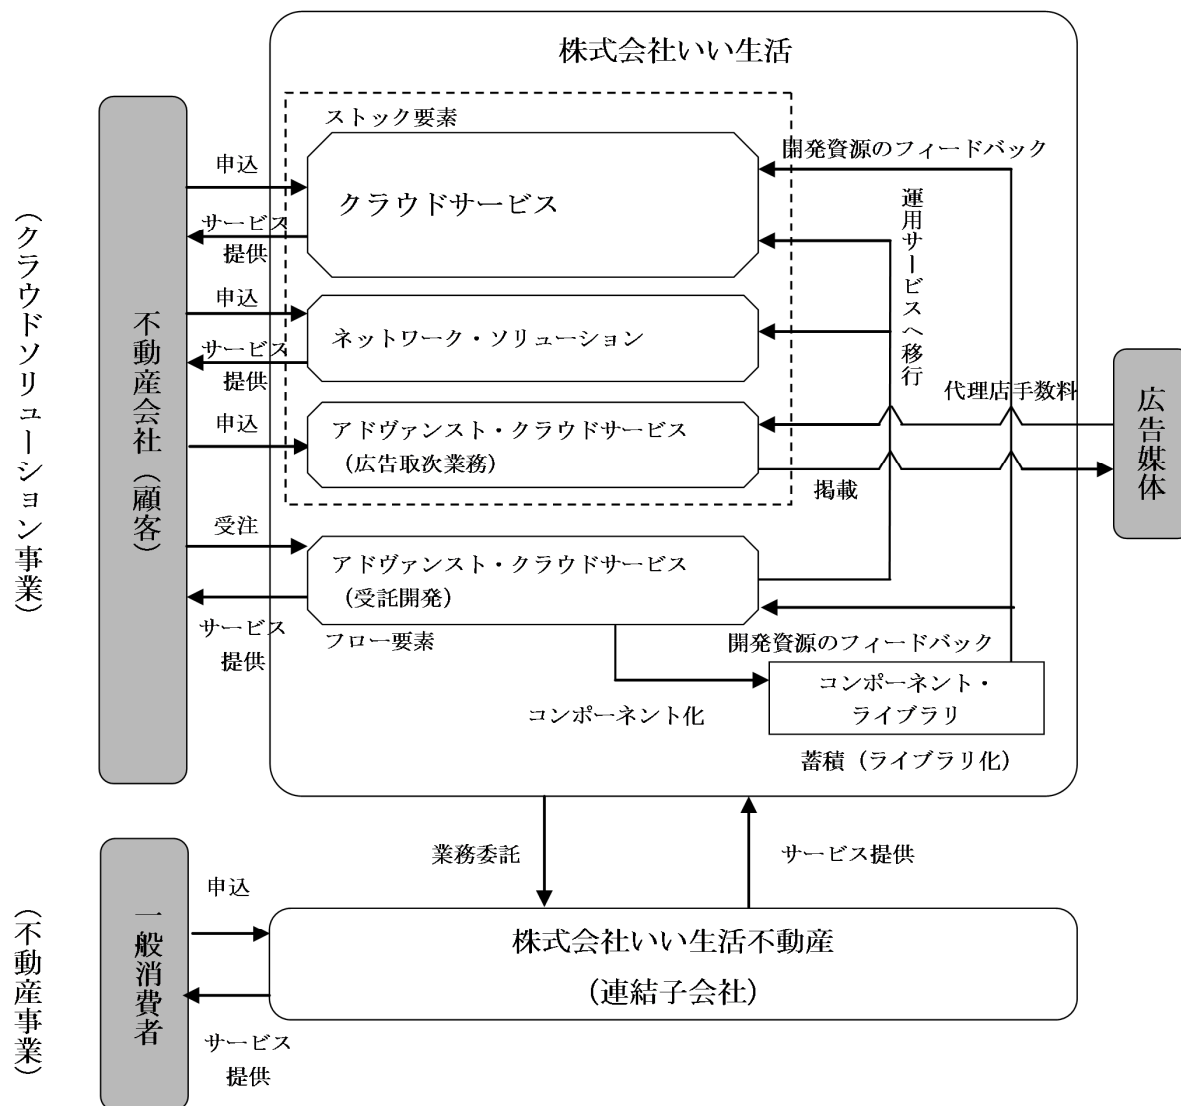 株式会社いい生活
ストック要素
開発資源のフィードバック
申込
クラウドサービス
サービス
提供
運用サービスへ移行
申込
ネットワーク・ソリューション
サービス
提供
代理店手数料
申込
アドヴァンスト・クラウドサービス
（広告取次業務）
掲載
広告媒体
不動産会社（顧客）
（クラウドソリューション事業）
受注
アドヴァンスト・クラウドサービス
（受託開発）
サービス
提供
フロー要素
開発資源のフィードバック
コンポーネント・
ライブラリ
コンポーネント化
蓄積（ライブラリ化）
業務委託
サービス提供
申込
一般消費者
（不動産事業）
株式会社いい生活不動産
（連結子会社）
サービス
提供